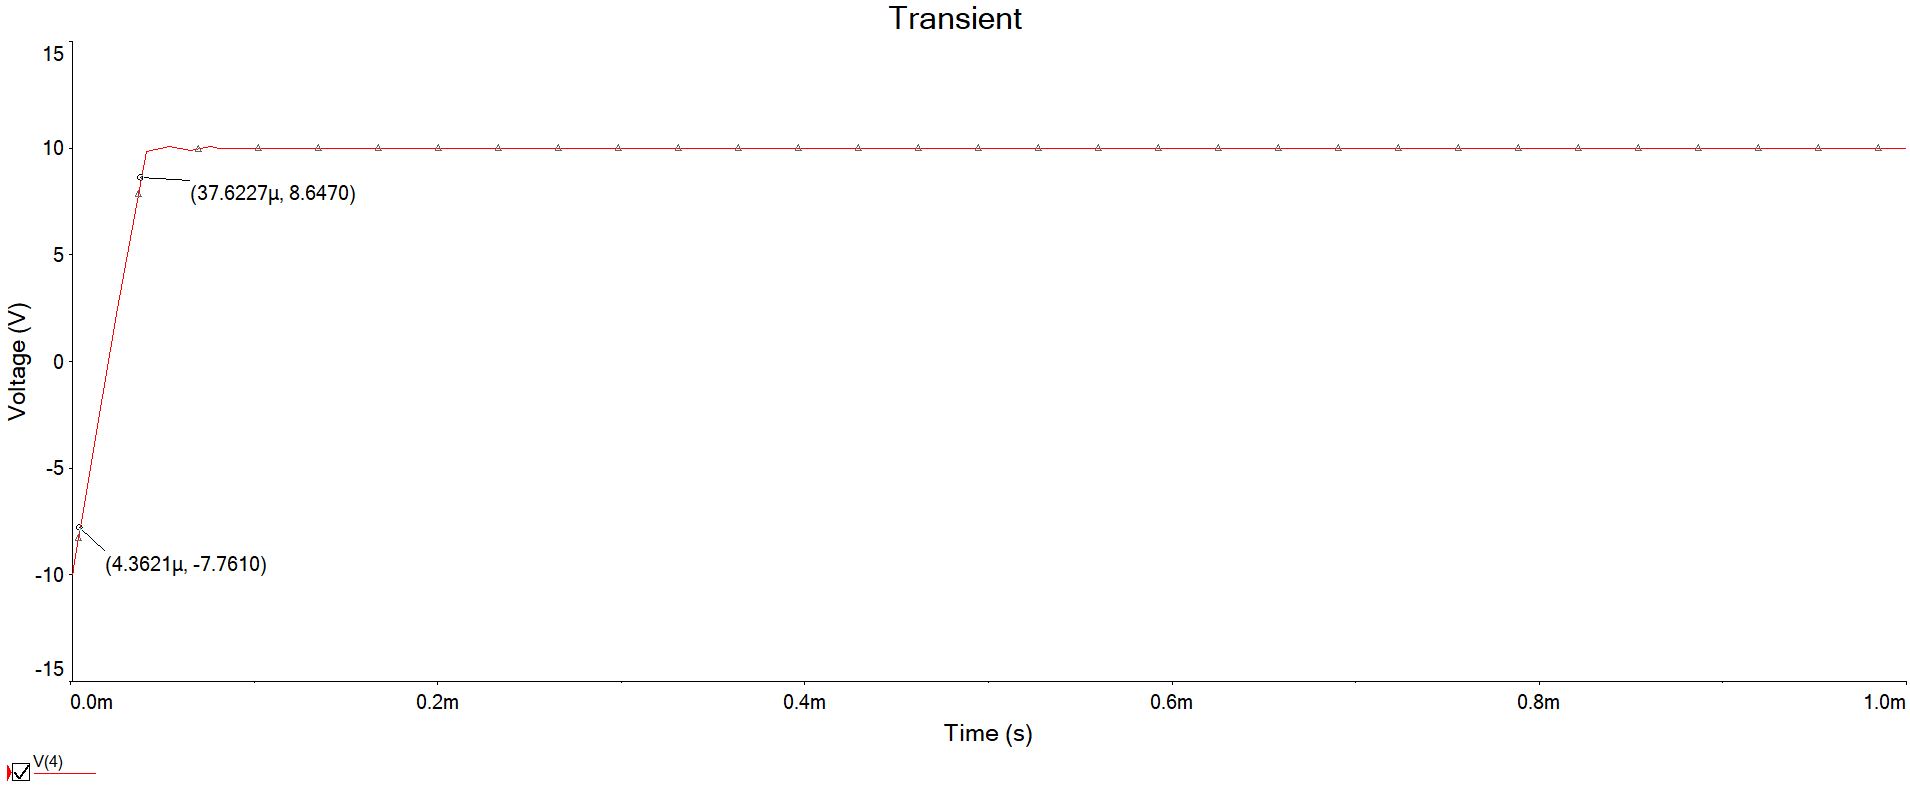 Transient
15
10
(37.6227µ, 8.6470)
5
Voltage (V)
0
-5
(4.3621µ, -7.7610)
-10
-15
0.0m 0.2m 0.4m 0.6m 0.8m 1.0m
Time (s)
V(4)